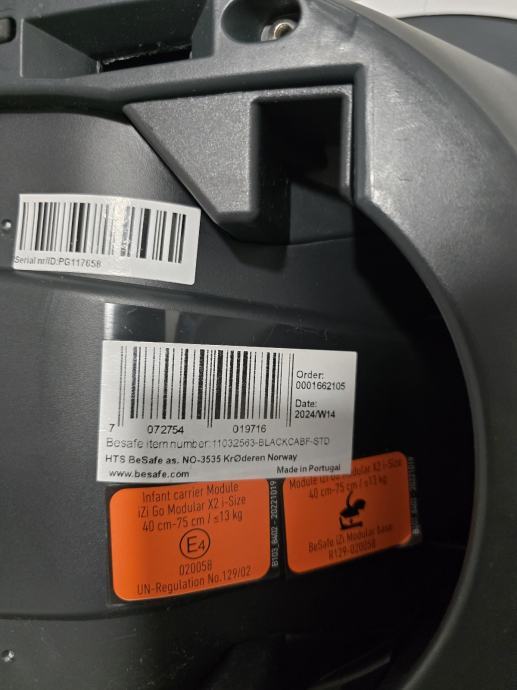 Serial nr/ID:PG117658
Order:
0001662105
Date:
2024/W14
7 072754 019716
Besafe item number:11032563-BLACKCABF-STD
HTS BeSafe as. NO-3535 KrØderen Norway
www.besafe.com Made in Portugal
Infant carrier Module
iZi Go Modular X2 i-Size
40 cm-75 cm / ≤13 kg
E4
020058
UN-Regulation No.129/02
B103_8402 - 20221019
Module iZi Go Modular X2 i-Size
40 cm-75 cm / ≤13 kg
BeSafe iZi Modular base
R129-020058